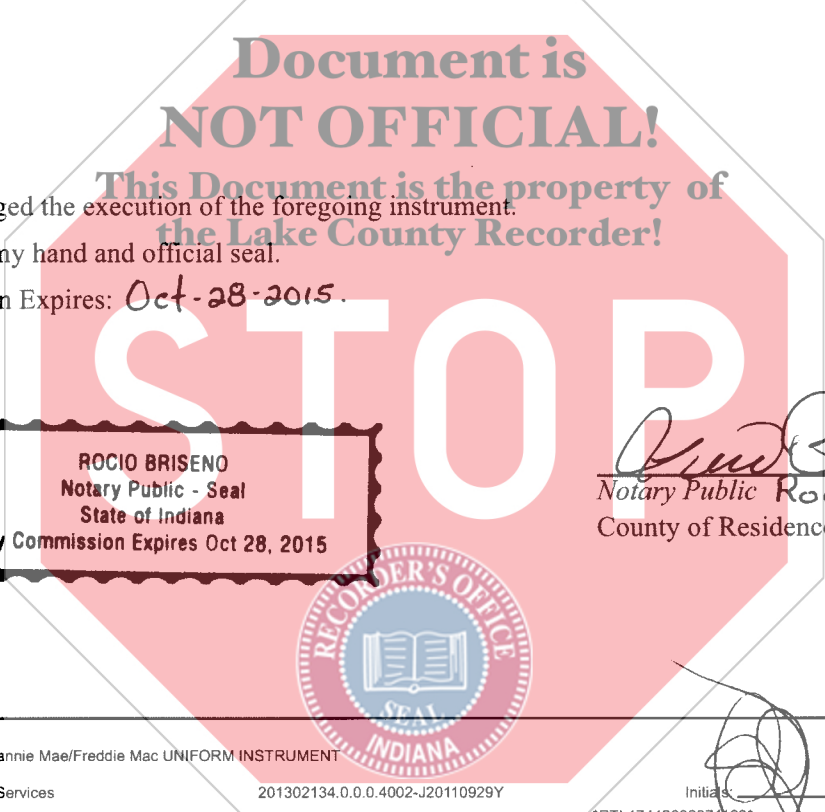 Document is
NOT OFFICIAL!
This Document is the property of
the Lake County Recorder!
ged the execution of the foregoing instrument.
my hand and official seal.
n Expires: Oct-28-2015.
STOP
ROCIO BRISENO
Notary Public - Seal
State of Indiana
y Commission Expires Oct 28, 2015
Notary Public Ro
County of Residence
RECORDER'S OFFICE
SEAL
INDIANA
annie Mae/Freddie Mac UNIFORM INSTRUMENT
Services
201302134.0.0.0.4002-J20110929Y
Initials: